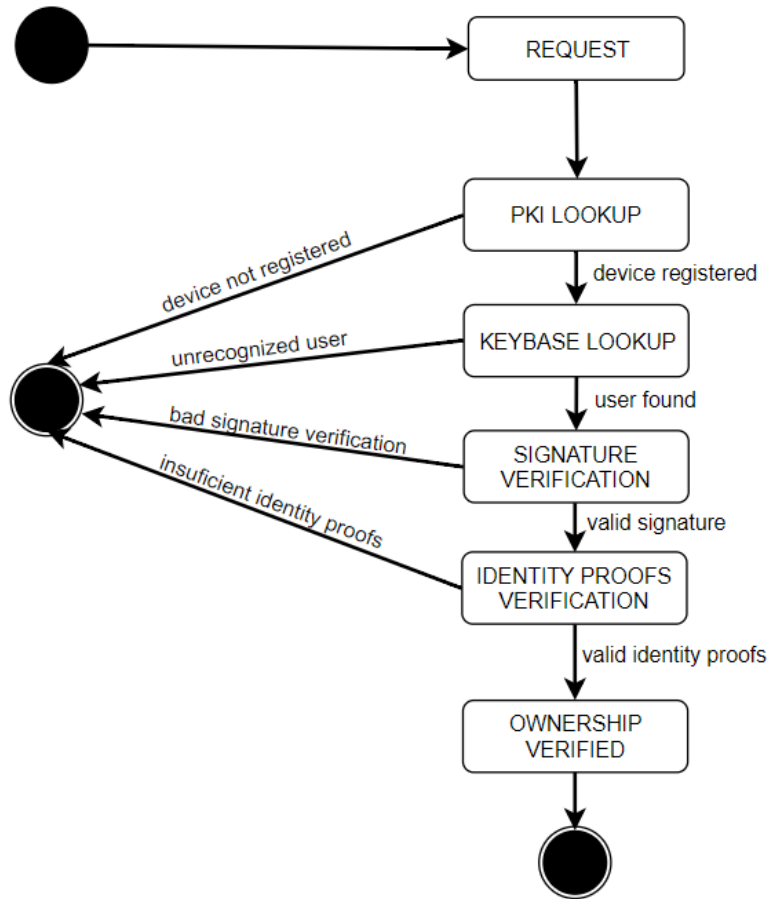 REQUEST
PKI LOOKUP
device not registered
device registered
unrecognized user
KEYBASE LOOKUP
user found
bad signature verification
SIGNATURE
VERIFICATION
insuficient identity proofs
valid signature
IDENTITY PROOFS
VERIFICATION
valid identity proofs
OWNERSHIP
VERIFIED